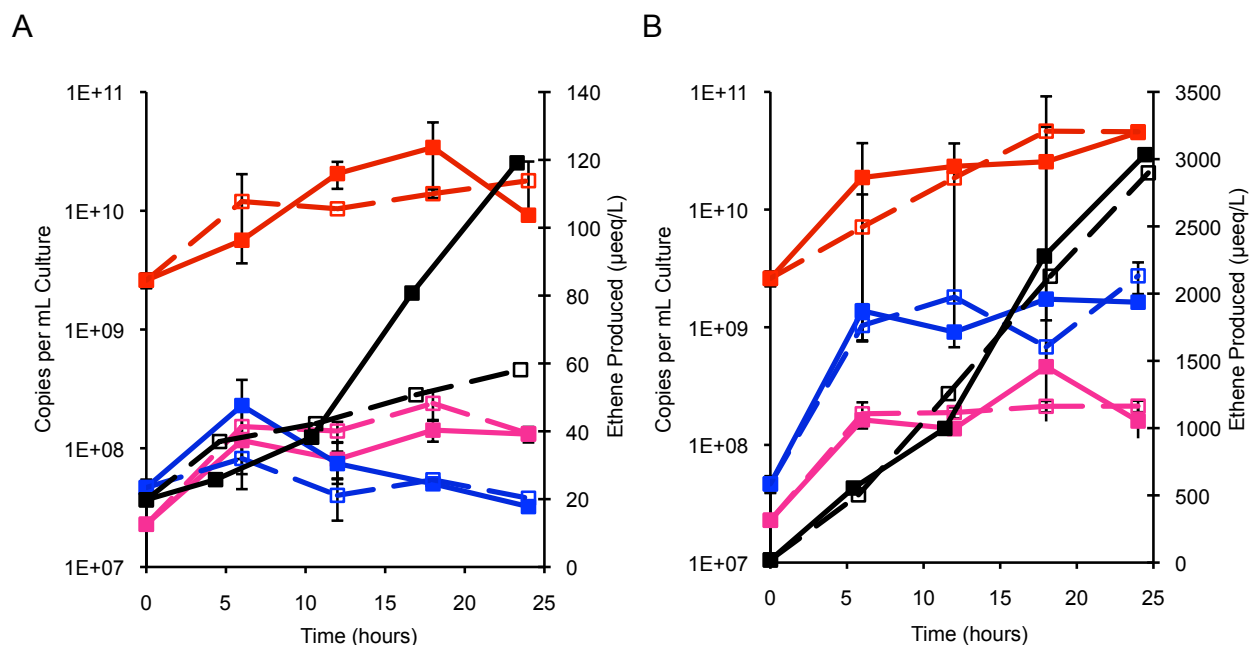 A
B
1E+11
1E+10
1E+09
1E+08
1E+07
Copies per mL Culture
140
120
100
80
60
40
20
0
Ethene Produced (µeeq/L)
0 5 10 15 20 25
Time (hours)
1E+11
1E+10
1E+09
1E+08
1E+07
Copies per mL Culture
3500
3000
2500
2000
1500
1000
500
0
Ethene Produced (µeeq/L)
0 5 10 15 20 25
Time (hours)